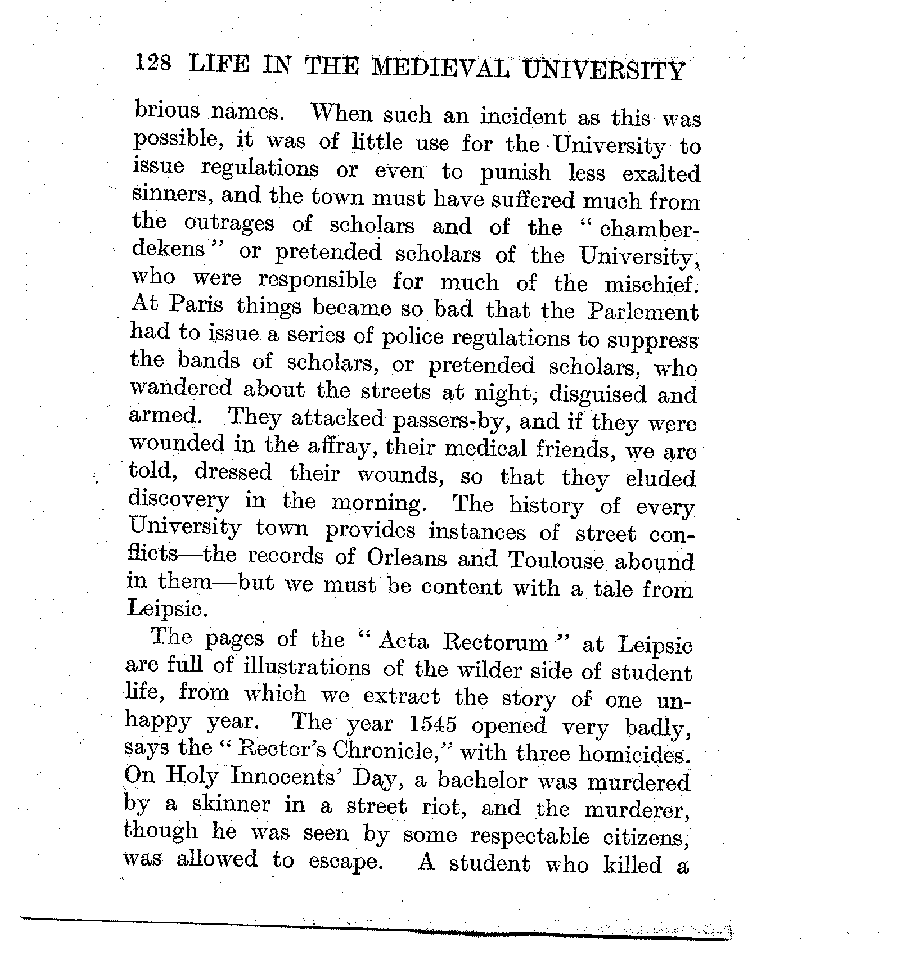 128 LIFE IN THE MEDIEVAL UNIVERSITY
brious names. When such an incident as this was
possible, it was of little use for the University to
issue regulations or even to punish less exalted
sinners, and the town must have suffered much from
the outrages of scholars and of the " chamber-
dekens " or pretended scholars of the University,
who were responsible for much of the mischief.
At Paris things became so bad that the Parlement
had to issue a series of police regulations to suppress
the bands of scholars, or pretended scholars, who
wandered about the streets at night, disguised and
armed. They attacked passers-by, and if they were
wounded in the affray, their medical friends, we are
told, dressed their wounds, so that they eluded
discovery in the morning. The history of every
University town provides instances of street con-
flicts—the records of Orleans and Toulouse abound
in them—but we must be content with a tale from
Leipsic.
The pages of the " Acta Rectorum " at Leipsic
are full of illustrations of the wilder side of student
life, from which we extract the story of one un-
happy year. The year 1545 opened very badly,
says the " Rector's Chronicle," with three homicides.
On Holy Innocents' Day, a bachelor was murdered
by a skinner in a street riot, and the murderer,
though he was seen by some respectable citizens,
was allowed to escape. A student who killed a